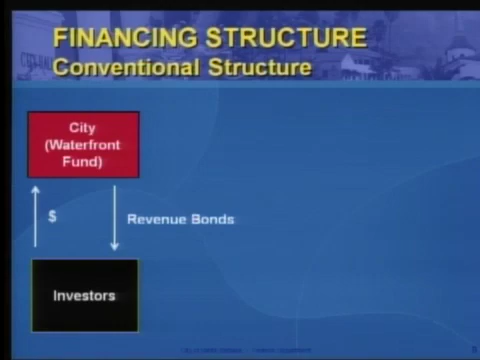 FINANCING STRUCTURE
Conventional Structure
City
(Waterfront
Fund)
$
Revenue Bonds
Investors